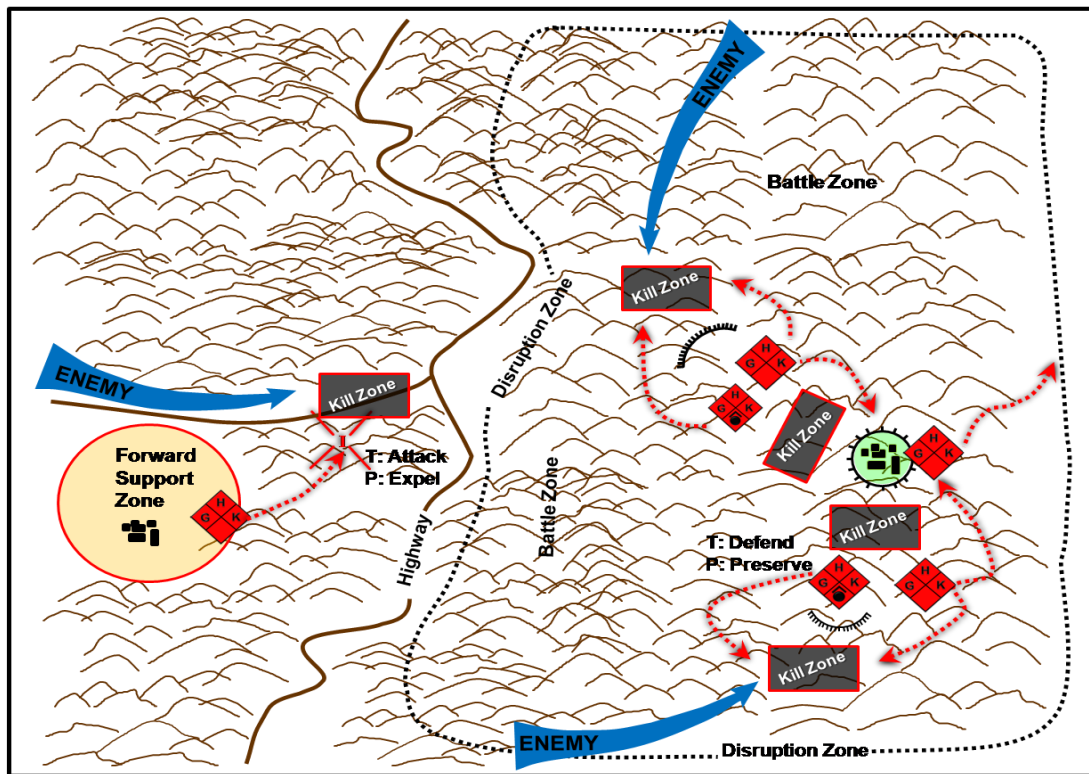 ENEMY
Battle Zone
Kill Zone
Disruption Zone
H
G K
H
G
ENEMY
Kill Zone
I
T: Attack
P: Expel
Kill Zone
H
G K
Forward
Support
Zone
H
G K
Battle Zone
Highway
Kill Zone
T: Defend
P: Preserve
H
G K
H
G K
Kill Zone
ENEMY
Disruption Zone